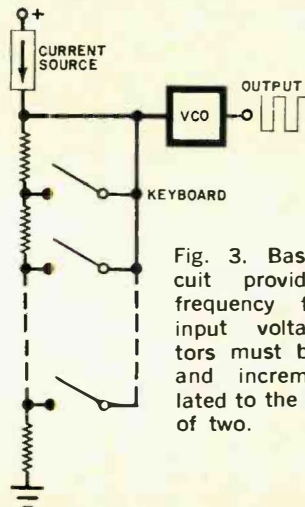 +
CURRENT
SOURCE
OUTPUT
VCO
KEYBOARD
Fig. 3. Bas
cuit provid
frequency f
input volta
tors must b
and increm
lated to the
of two.